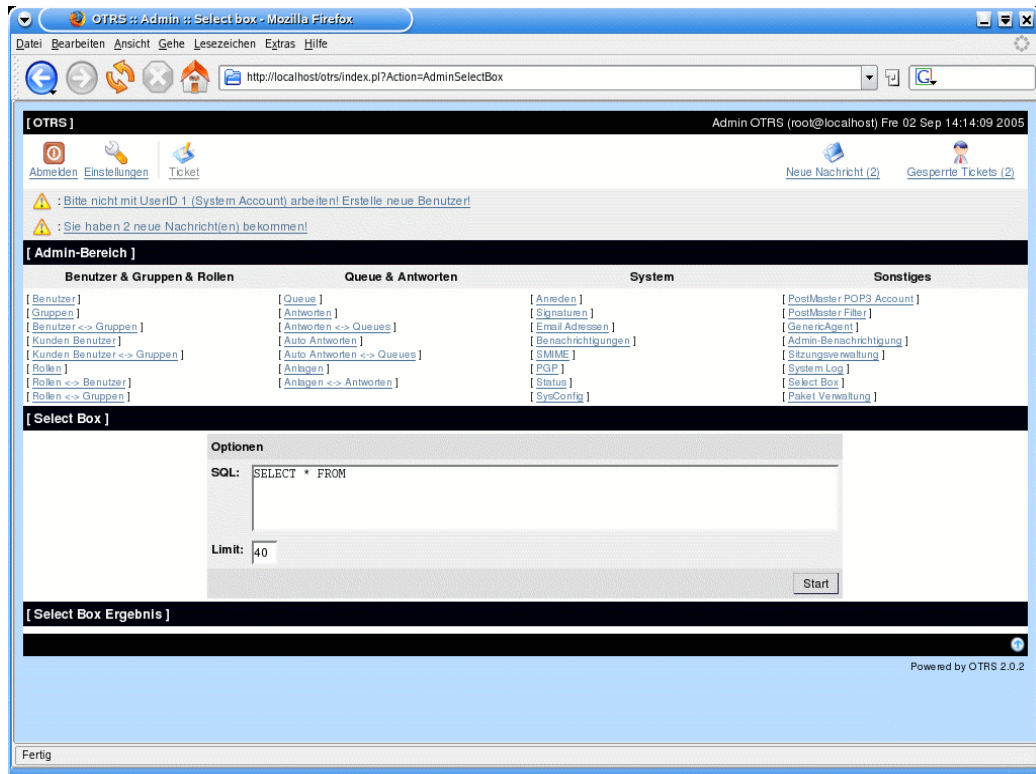 OTRS :: Admin :: Select box - Mozilla Firefox
Datei Bearbeiten Ansicht Gehe Lesezeichen Extras Hilfe
http://localhost/otrs/index.pl?Action=AdminSelectBox
G
[ OTRS ] Admin OTRS (root@localhost) Fre 02 Sep 14:14:09 2005
Abmelden Einstellungen Ticket Neue Nachricht (2) Gesperrte Tickets (2)
: Bitte nicht mit UserID 1 (System Account) arbeiten! Erstelle neue Benutzer!
: Sie haben 2 neue Nachricht(en) bekommen!
[ Admin-Bereich ]
Benutzer & Gruppen & Rollen Queue & Antworten System Sonstiges
[ Benutzer ] [ Queue ] [ Anreden ] [ PostMaster POP3 Account ]
[ Gruppen ] [ Antworten ] [ Signaturen ] [ PostMaster Filter ]
[ Benutzer <-> Gruppen ] [ Antworten <-> Queues ] [ Email Adressen ] [ GenericAgent ]
[ Kunden Benutzer ] [ Auto Antworten ] [ Benachrichtigungen ] [ Admin-Benachrichtigung ]
[ Kunden Benutzer <-> Gruppen ] [ Auto Antworten <-> Queues ] [ SMIME ] [ Sitzungsverwaltung ]
[ Rollen ] [ Anlagen ] [ PGP ] [ System Log ]
[ Rollen <-> Benutzer ] [ Anlagen <-> Antworten ] [ Status ] [ Select Box ]
[ Rollen <-> Gruppen ] [ SysConfig ] [ Paket Verwaltung ]
[ Select Box ]
Optionen
SQL: SELECT * FROM
Limit: 40
Start
[ Select Box Ergebnis ]
Powered by OTRS 2.0.2
Fertig